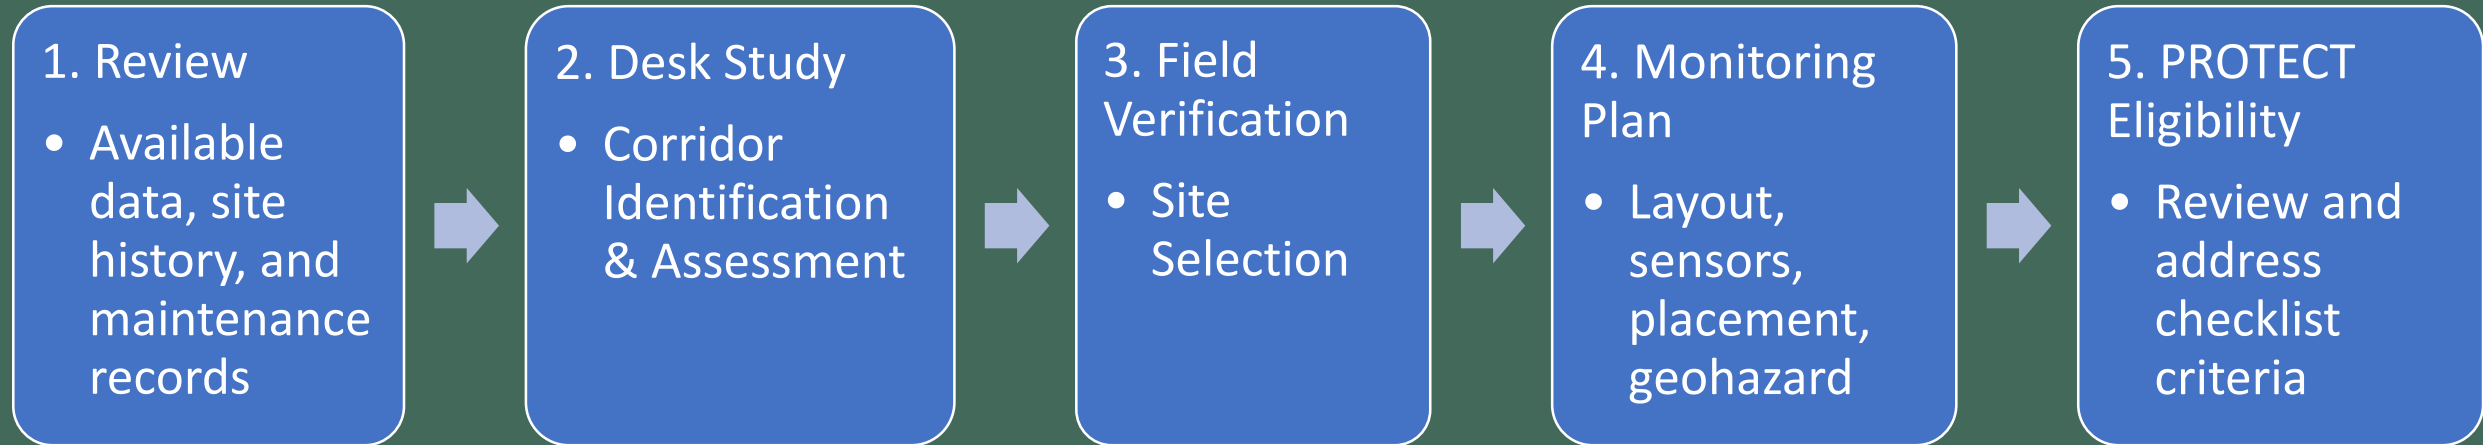 1. Review
• Available
data, site
history, and
maintenance
records
2. Desk Study
• Corridor
Identification
& Assessment
3. Field
Verification
• Site
Selection
4. Monitoring
Plan
• Layout,
sensors,
placement,
geohazard
5. PROTECT
Eligibility
• Review and
address
checklist
criteria